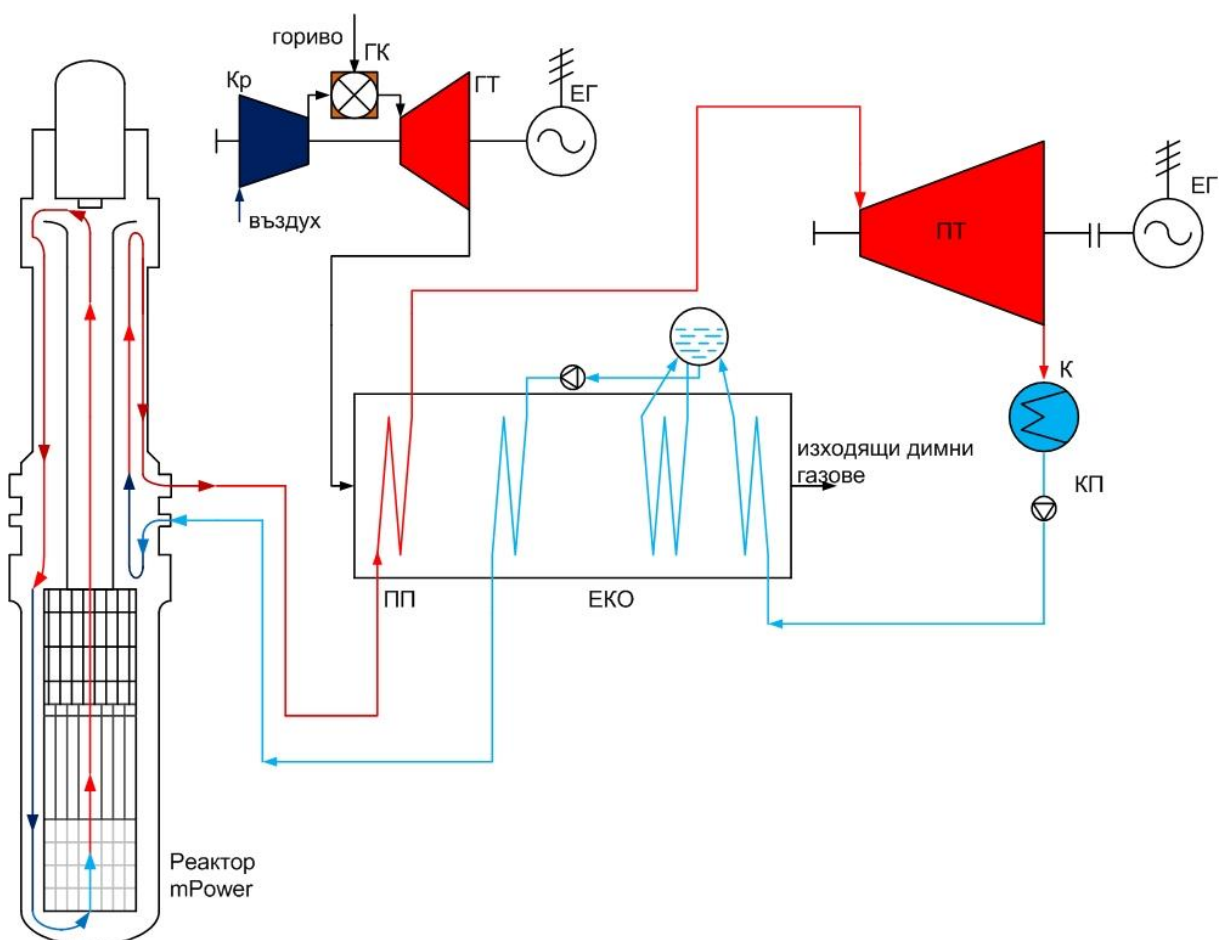 гориво
ГК
Кр
ГТ
ЕГ
въздух
ЕГ
ПТ
К
изходящи димни
газове
КП
ПП
ЕКО
Реактор
mPower